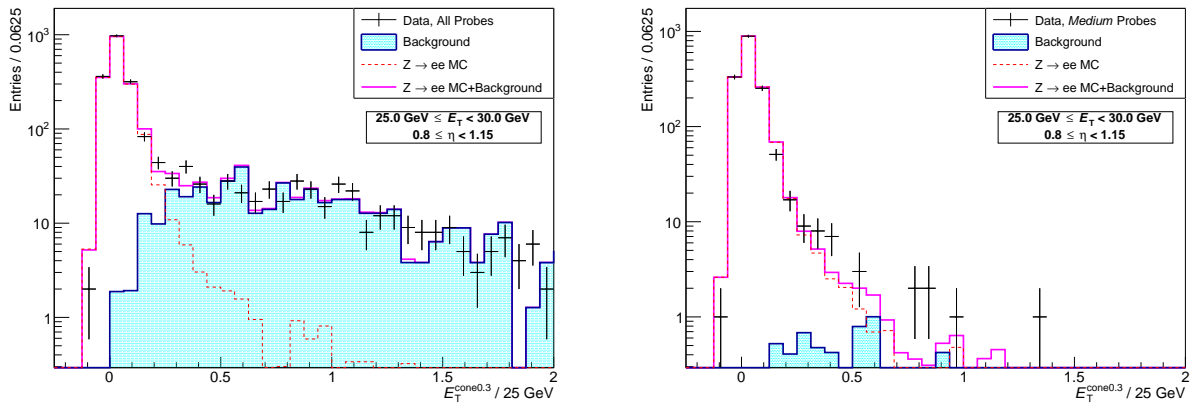 Entries / 0.0625
10³
10²
10
1
Data, All Probes
Background
Z → ee MC
Z → ee MC+Background
25.0 GeV ≤ E_T < 30.0 GeV
0.8 ≤ η < 1.15
0 0.5 1 1.5 2
E_T^cone0.3 / 25 GeV
Entries / 0.0625
10³
10²
10
1
Data, Medium Probes
Background
Z → ee MC
Z → ee MC+Background
25.0 GeV ≤ E_T < 30.0 GeV
0.8 ≤ η < 1.15
0 0.5 1 1.5 2
E_T^cone0.3 / 25 GeV